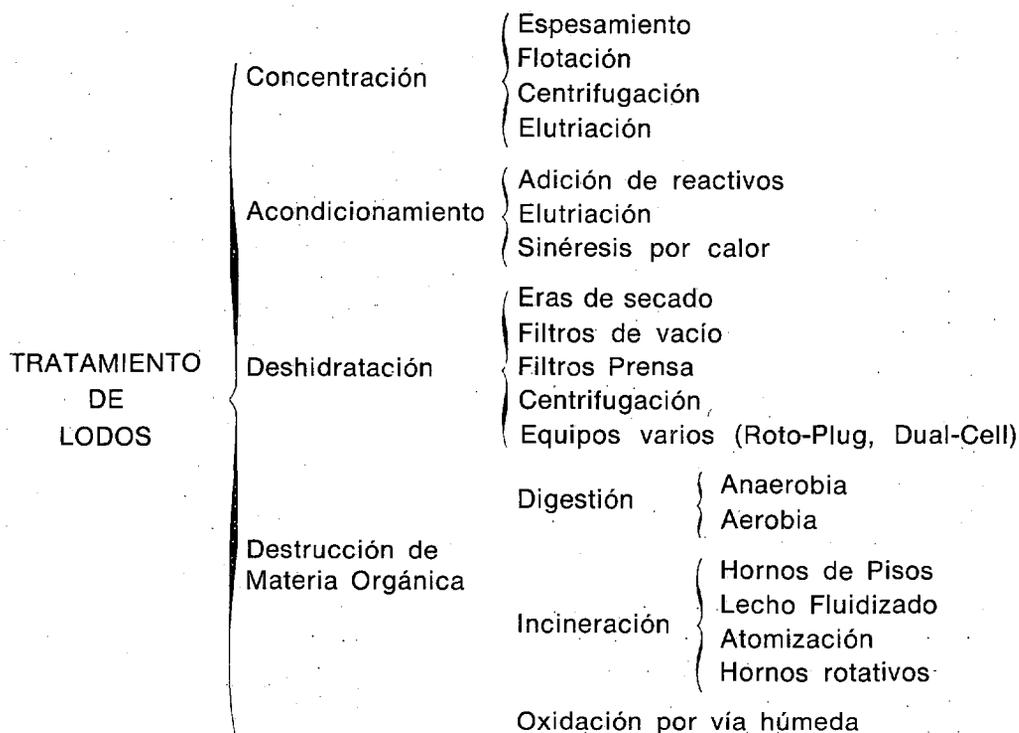 TRATAMIENTO
DE
LODOS
Concentración
Espesamiento
Flotación
Centrifugación
Elutriación
Acondicionamiento
Adición de reactivos
Elutriación
Sinéresis por calor
Deshidratación
Eras de secado
Filtros de vacío
Filtros Prensa
Centrifugación
Equipos varios (Roto-Plug, Dual-Cell)
Destrucción de
Materia Orgánica
Digestión
Anaerobia
Aerobia
Incineración
Hornos de Pisos
Lecho Fluidizado
Atomización
Hornos rotativos
Oxidación por vía húmeda